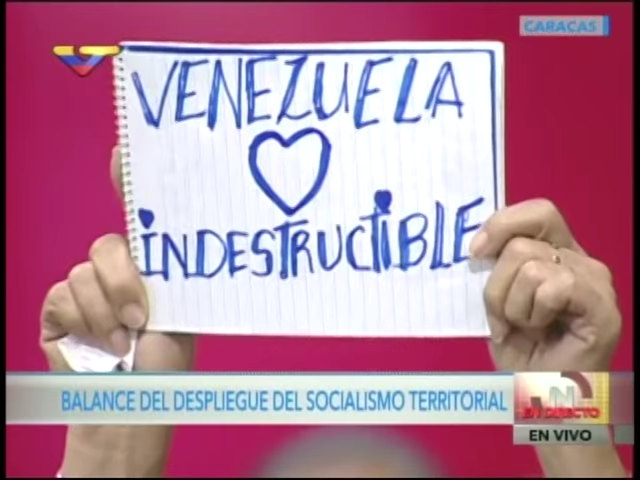 CARACAS
VENEZUELA
iNDESTRUCTiBLE
BALANCE DEL DESPLIEGUE DEL SOCIALISMO TERRITORIAL
EN DIRECTO
EN VIVO